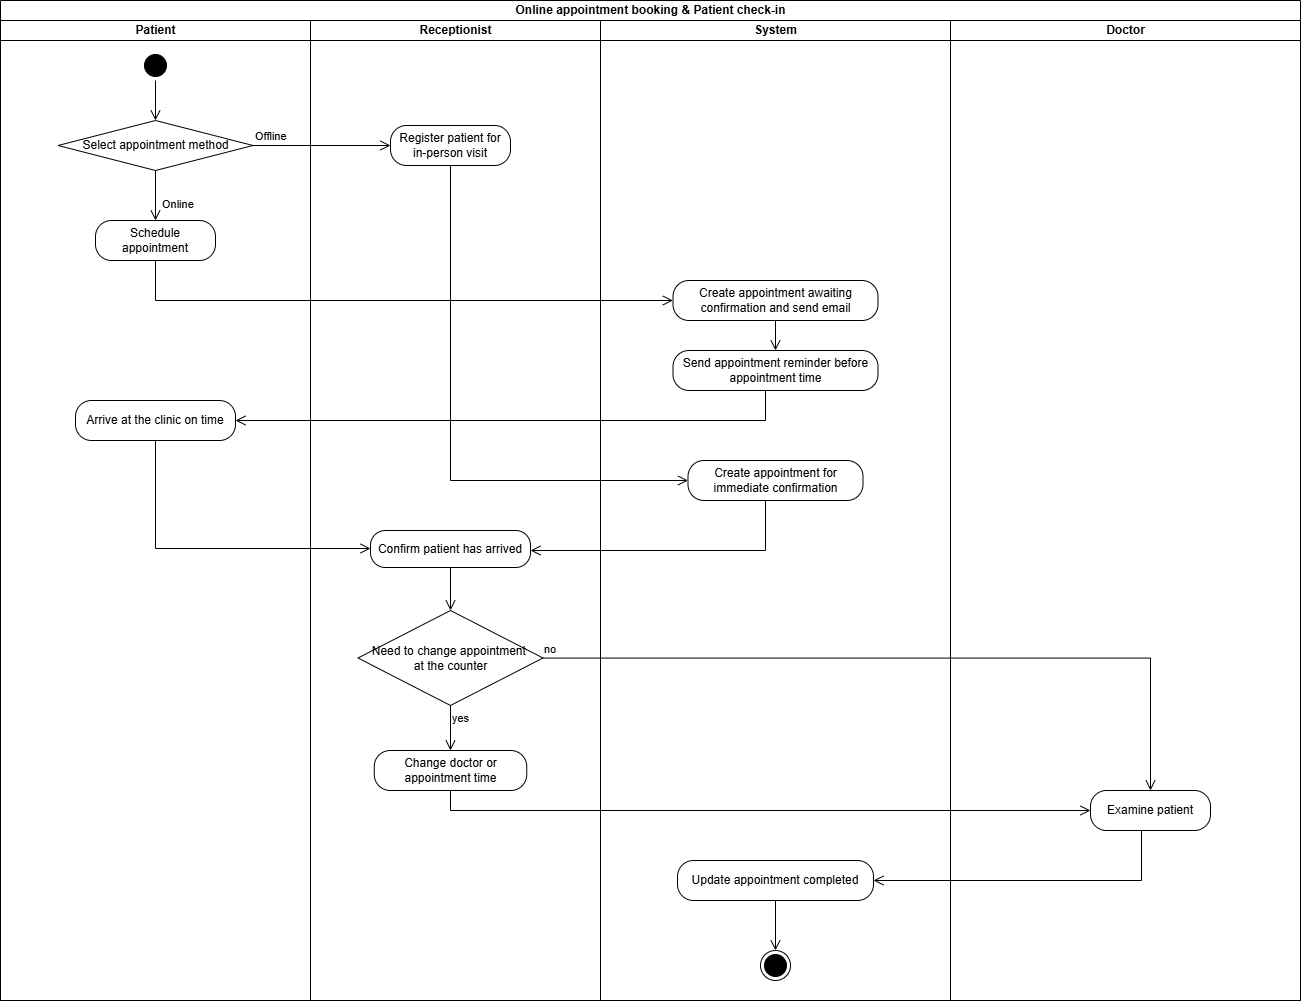 Online appointment booking & Patient check-in
Patient
Receptionist
System
Doctor
Select appointment method
Offline
Register patient for
in-person visit
Online
Schedule
appointment
Create appointment awaiting
confirmation and send email
Send appointment reminder before
appointment time
Arrive at the clinic on time
Create appointment for
immediate confirmation
Confirm patient has arrived
Need to change appointment
at the counter
no
yes
Change doctor or
appointment time
Examine patient
Update appointment completed